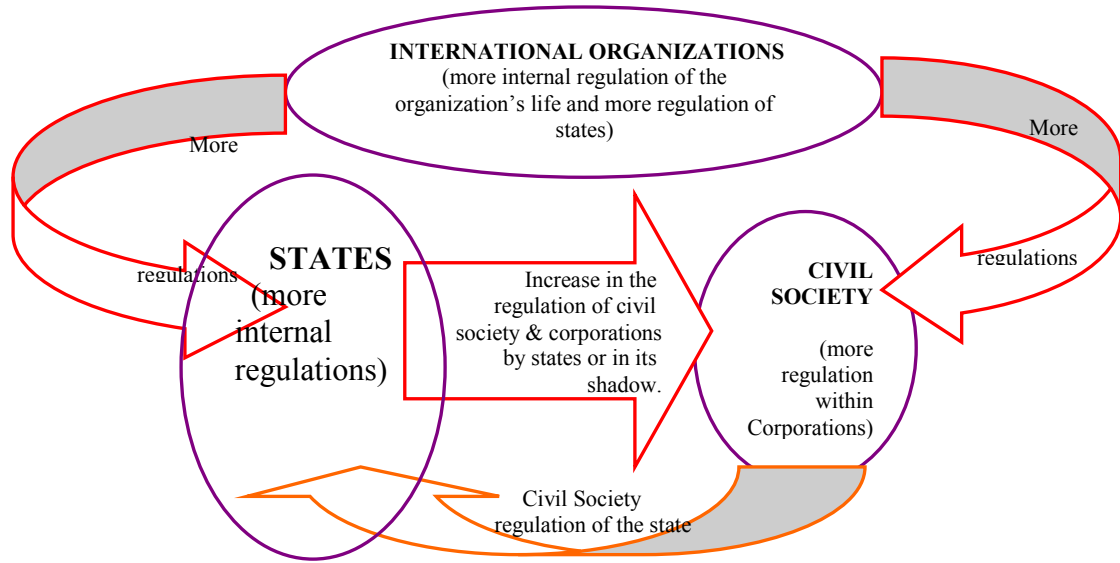 INTERNATIONAL ORGANIZATIONS
(more internal regulation of the
organization’s life and more regulation of
states)
More
regulations
More
regulations
STATES
(more
internal
regulations)
Increase in the
regulation of civil
society & corporations
by states or in its
shadow.
CIVIL
SOCIETY
(more
regulation
within
Corporations)
Civil Society
regulation of the state